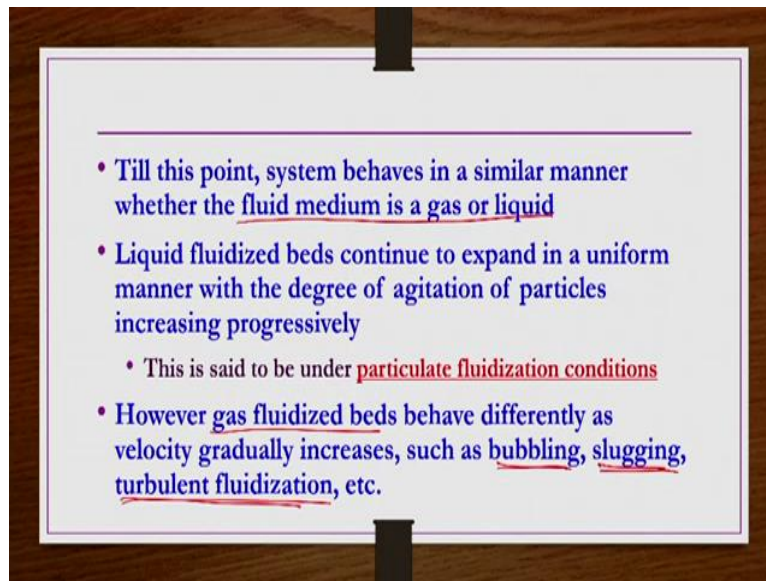 • Till this point, system behaves in a similar manner
whether the fluid medium is a gas or liquid
• Liquid fluidized beds continue to expand in a uniform
manner with the degree of agitation of particles
increasing progressively
• This is said to be under particulate fluidization conditions
• However gas fluidized beds behave differently as
velocity gradually increases, such as bubbling, slugging,
turbulent fluidization, etc.